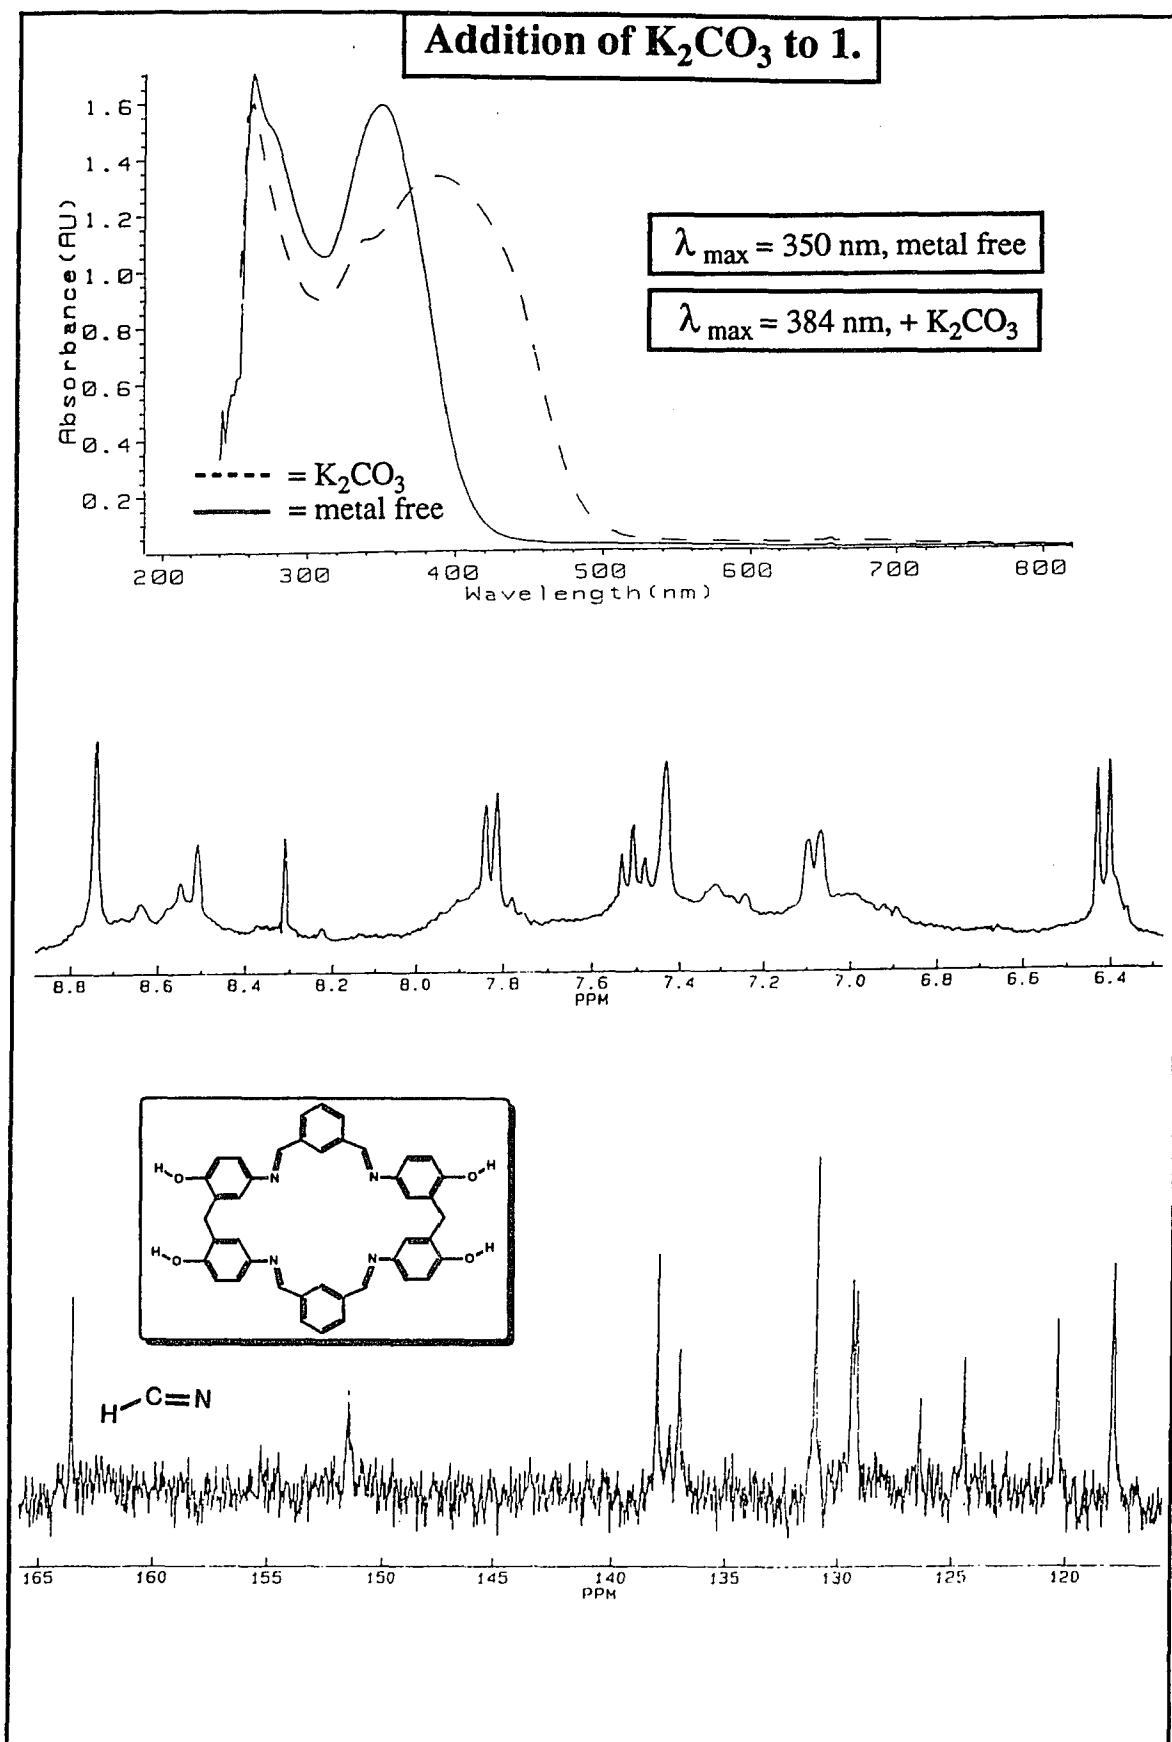 Addition of K₂CO₃ to 1.
1.6
1.4
1.2
1.0
0.8
0.6
0.4
0.2
Absorbance(AU)
λ max = 350 nm, metal free
λ max = 384 nm, + K₂CO₃
= K₂CO₃
= metal free
200 300 400 500 600 700 800
Wavelength(nm)
8.8 8.6 8.4 8.2 8.0 7.8 7.6 7.4 7.2 7.0 6.8 6.6 6.4
PPM
H O N N O H
H O N N O H
H C=N
165 160 155 150 145 140 135 130 125 120
PPM